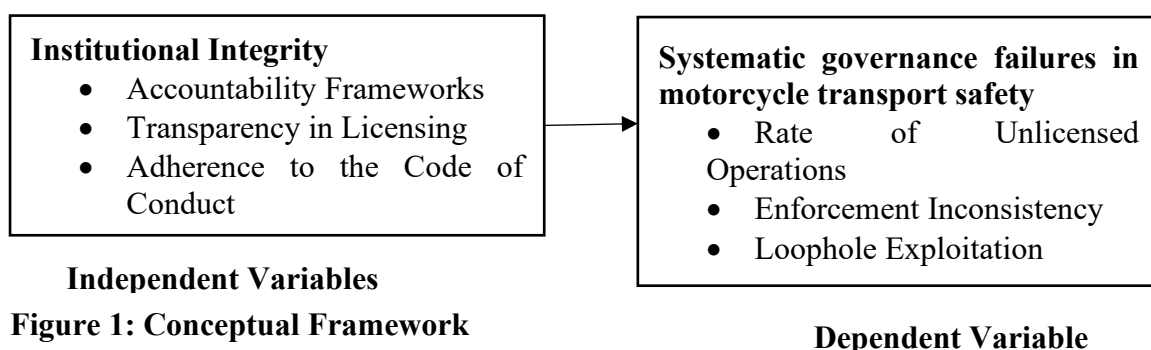 Institutional Integrity
• Accountability Frameworks
• Transparency in Licensing
• Adherence to the Code of
Conduct
Independent Variables
Figure 1: Conceptual Framework
Systematic governance failures in
motorcycle transport safety
• Rate of Unlicensed
Operations
• Enforcement Inconsistency
• Loophole Exploitation
Dependent Variable